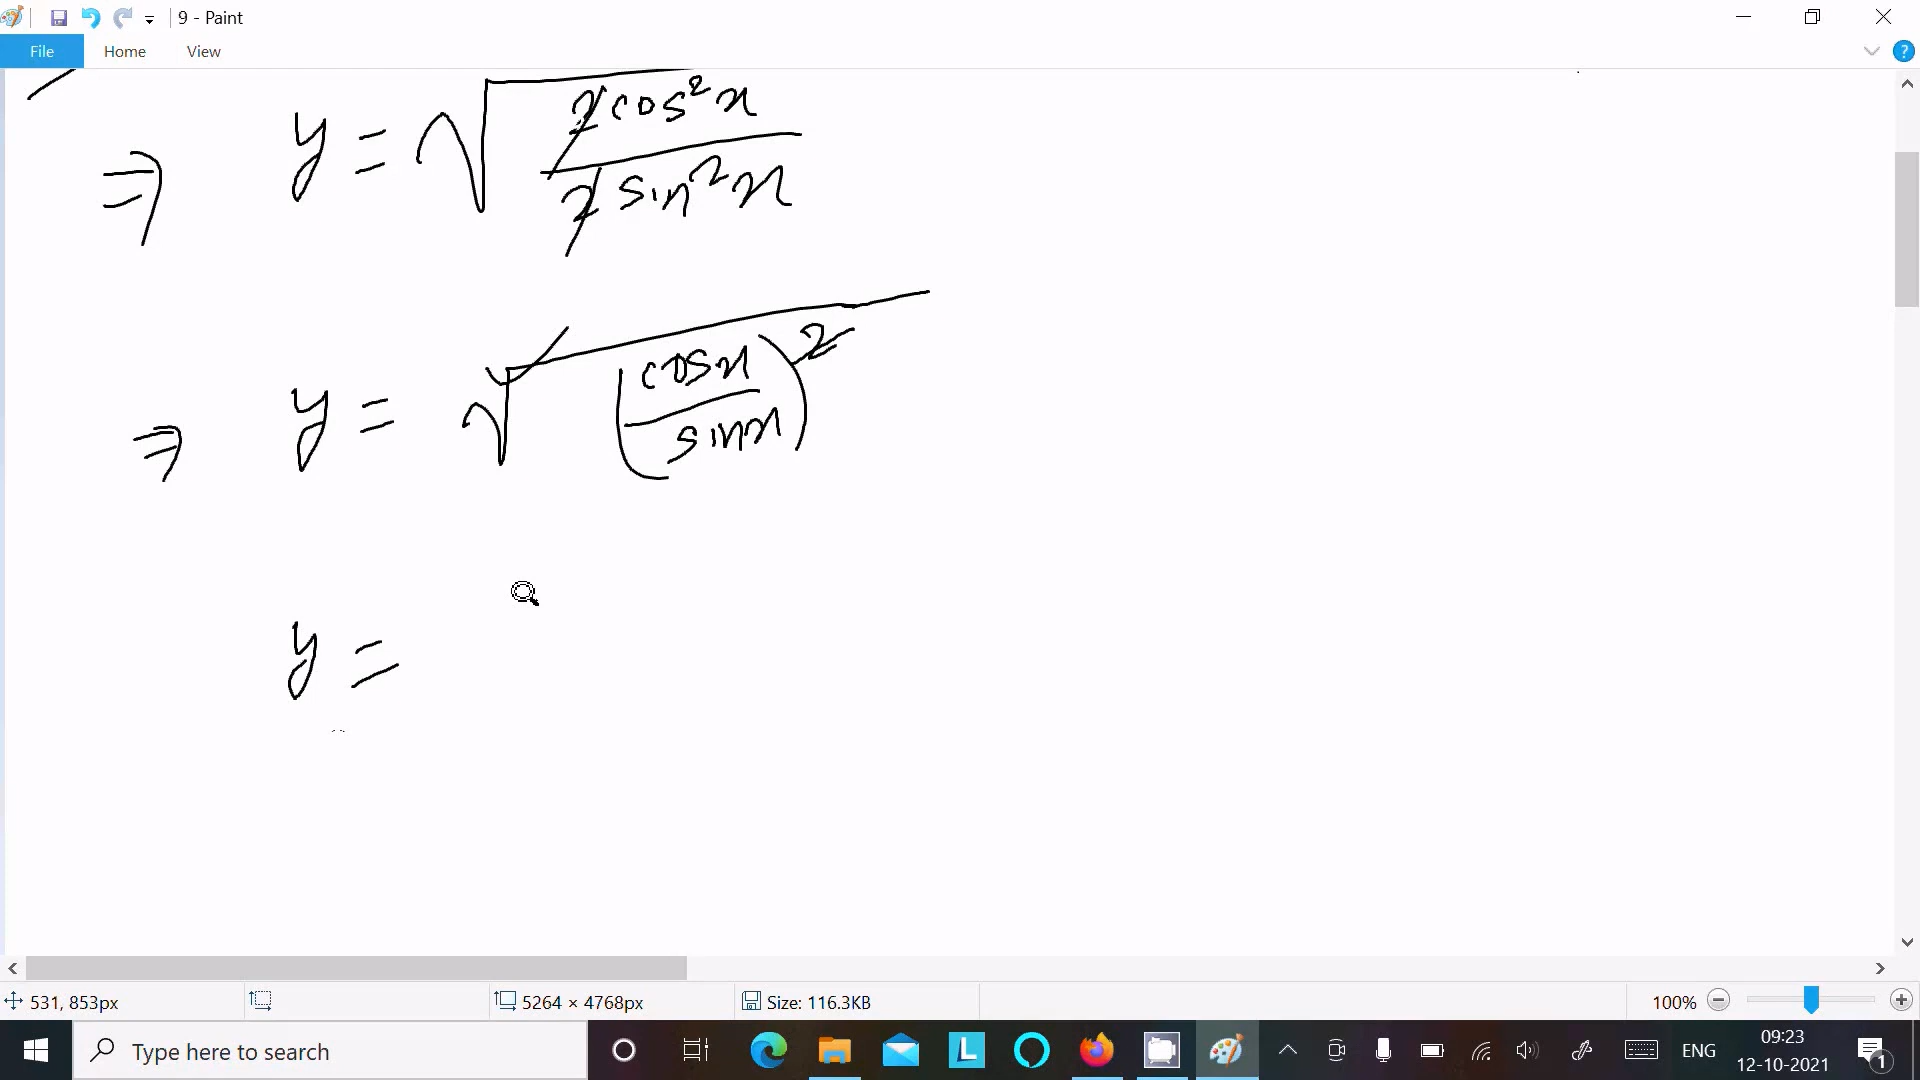 9 - Paint
File Home View
⇒ y = √(2cos²x / 2sin²x)
⇒ y = √(cosx / sinx)²
y =
531, 853px 5264 × 4768px Size: 116.3KB 100%
Type here to search L ENG 09:23
12-10-2021 1